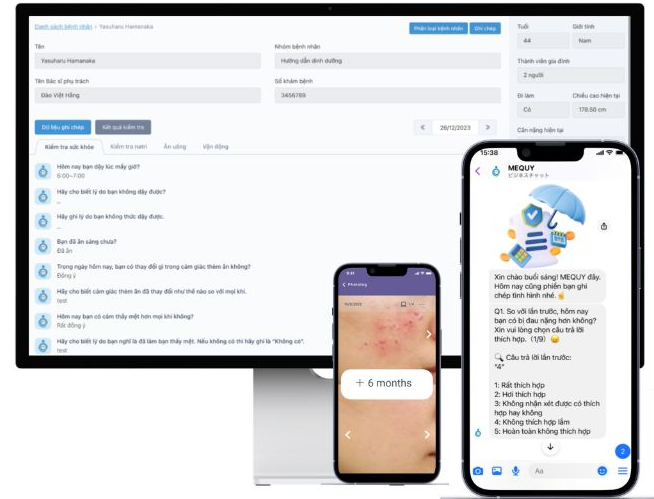 Danh sách bệnh nhân › Yasuharu Hamanaka
Phân loại bệnh nhân
Ghi chép
Tên
Yasuharu Hamanaka
Nhóm bệnh nhân
Hướng dẫn dinh dưỡng
Tên Bác sĩ phụ trách
Đào Việt Hằng
Số khám bệnh
3456789
Tuổi
44
Giới tính
Nam
Thành viên gia đình
2 người
Đi làm
Có
Chiều cao hiện tại
178.50 cm
Cân nặng hiện tại
Dữ liệu ghi chép
Kết quả kiểm tra
26/12/2023
Kiểm tra sức khỏe
Kiểm tra natri
Ăn uống
Vận động
Hôm nay bạn dậy lúc mấy giờ?
6:00~7:00
Hãy cho biết lý do bạn không dậy được?
Hãy ghi lý do bạn không thức dậy được.
Bạn đã ăn sáng chưa?
Đã ăn
Trong ngày hôm nay, bạn có thay đổi gì trong cảm giác thèm ăn không?
Đồng ý
Hãy cho biết cảm giác thèm ăn đã thay đổi như thế nào so với mọi khi.
test
Hôm nay bạn có cảm thấy mệt hơn mọi khi không?
Rất đồng ý
Hãy cho biết lý do bạn nghĩ là đã làm bạn thấy mệt. Nếu không có thì hãy ghi là "Không có".
test
+ 6 months
15:38
MEQUY
ビジネスチャット
Xin chào buổi sáng! MEQUY đây.
Hôm nay cũng phiền bạn ghi
chép tình hình nhé.
Q1. So với lần trước, hôm nay
bạn có bị đau nặng hơn không?
Xin vui lòng chọn câu trả lời
thích hợp. (1/9)
Câu trả lời lần trước:
"4"
1: Rất thích hợp
2: Hơi thích hợp
3: Không nhận xét được có thích
hợp hay không
4: Không thích hợp lắm
5: Hoàn toàn không thích hợp
2
Aa